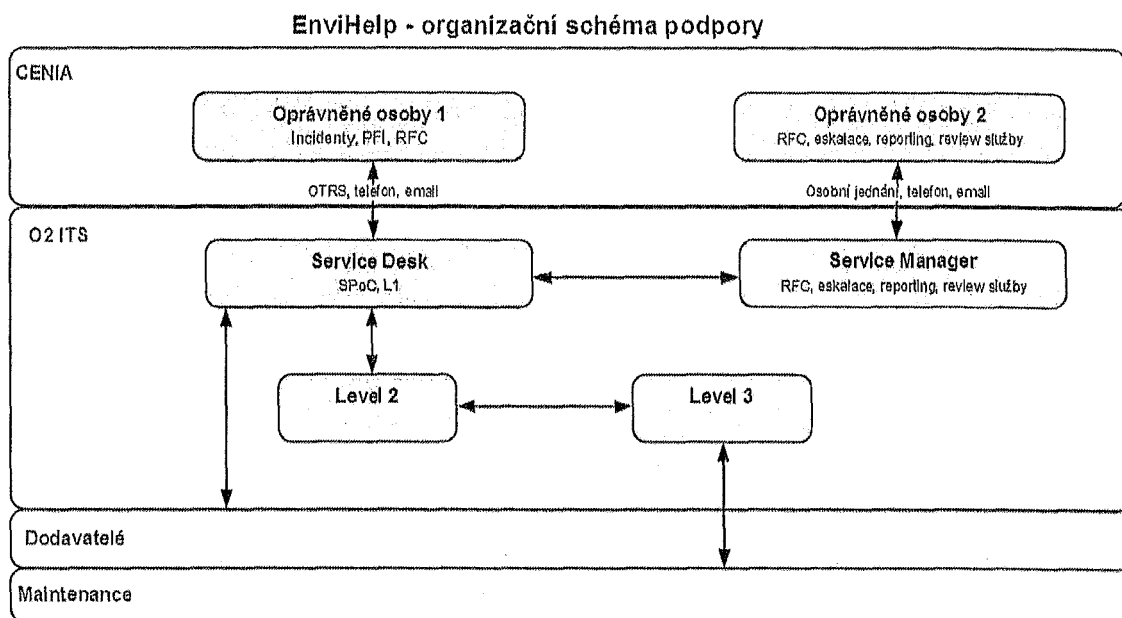 EnviHelp - organizační schéma podpory
CENIA
Oprávněné osoby 1
Incidenty, PFI, RFC
Oprávněné osoby 2
RFC, eskalace, reporting, review služby
OTRS, telefon, email
Osobní jednání, telefon, email
O2 ITS
Service Desk
SPoC, L1
Service Manager
RFC, eskalace, reporting, review služby
Level 2
Level 3
Dodavatelé
Maintenance